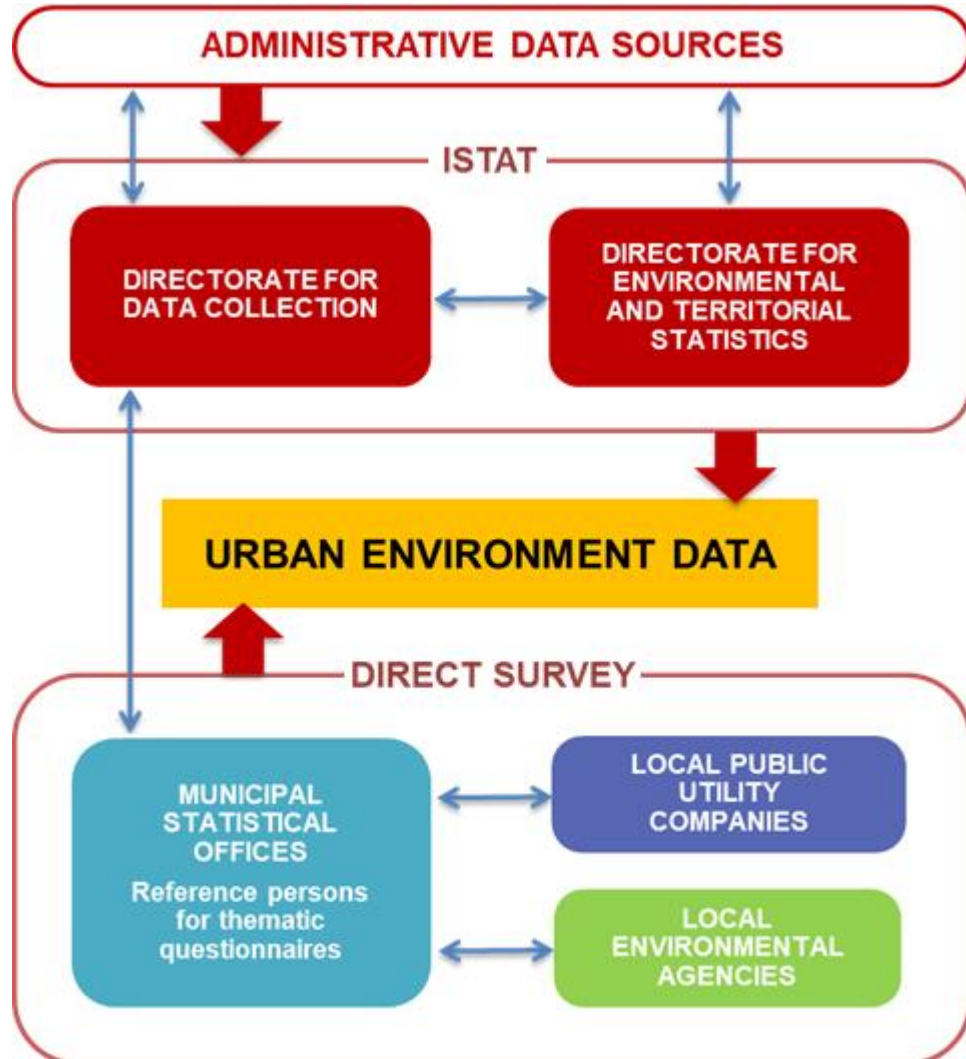 ADMINISTRATIVE DATA SOURCES
ISTAT
DIRECTORATE FOR
DATA COLLECTION
DIRECTORATE FOR
ENVIRONMENTAL
AND TERRITORIAL
STATISTICS
URBAN ENVIRONMENT DATA
DIRECT SURVEY
MUNICIPAL
STATISTICAL
OFFICES
Reference persons
for thematic
questionnaires
LOCAL PUBLIC
UTILITY
COMPANIES
LOCAL
ENVIRONMENTAL
AGENCIES